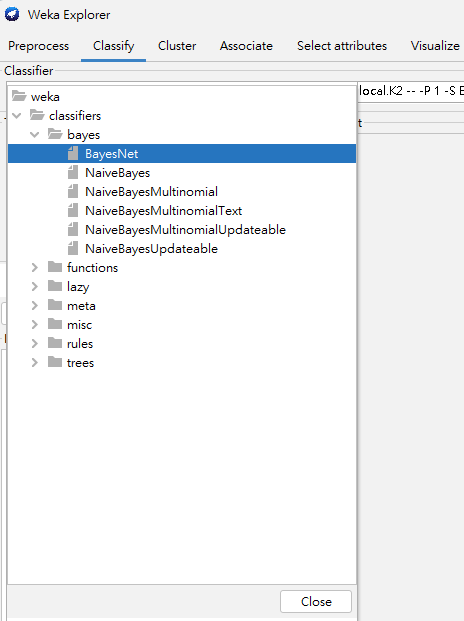 Weka Explorer
Preprocess Classify Cluster Associate Select attributes Visualize
Classifier
weka
local.K2 -- -P 1 -S
classifiers
bayes
BayesNet
NaiveBayes
NaiveBayesMultinomial
NaiveBayesMultinomialText
NaiveBayesMultinomialUpdateable
NaiveBayesUpdateable
functions
lazy
meta
misc
rules
trees
Close